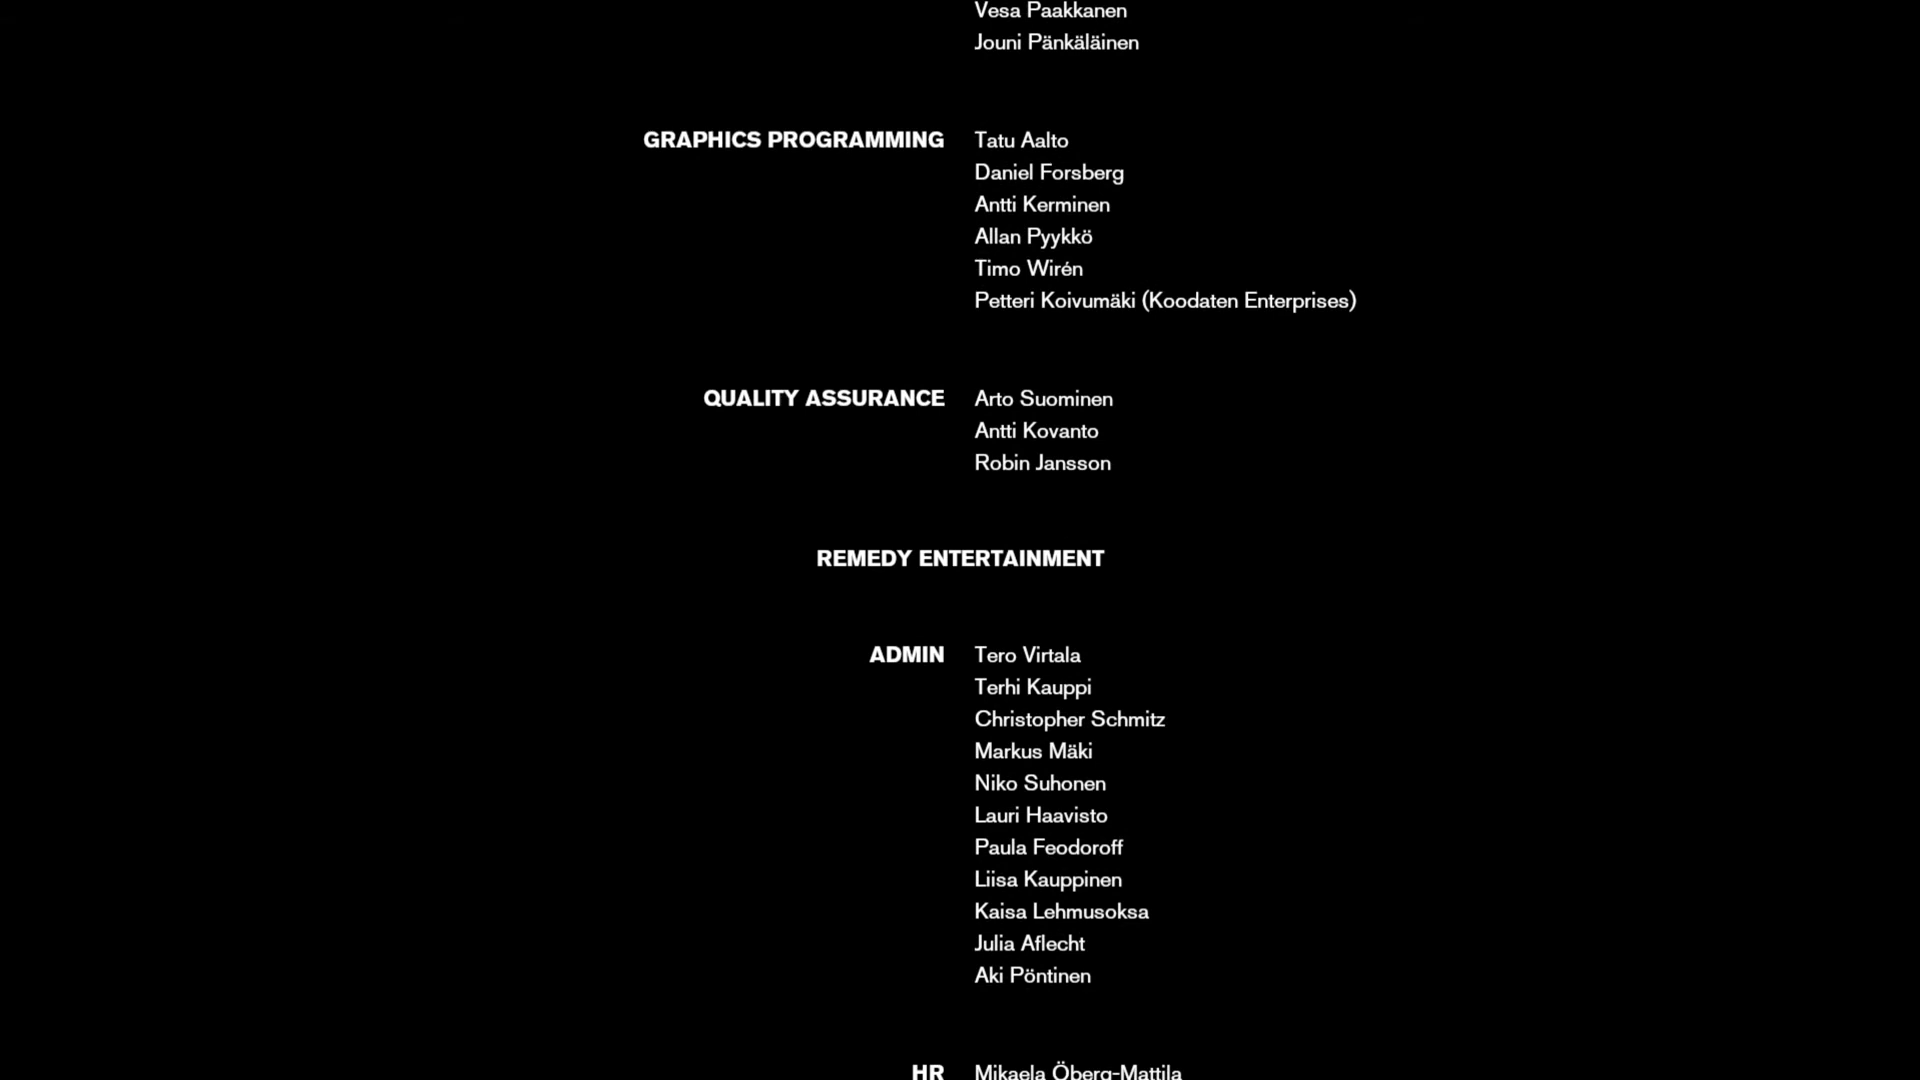 Vesa Paakkanen
Jouni Pänkäläinen
GRAPHICS PROGRAMMING Tatu Aalto
Daniel Forsberg
Antti Kerminen
Allan Pyykkö
Timo Wirén
Petteri Koivumäki (Koodaten Enterprises)
QUALITY ASSURANCE Arto Suominen
Antti Kovanto
Robin Jansson
REMEDY ENTERTAINMENT
ADMIN Tero Virtala
Terhi Kauppi
Christopher Schmitz
Markus Mäki
Niko Suhonen
Lauri Haavisto
Paula Feodoroff
Liisa Kauppinen
Kaisa Lehmusoksa
Julia Aflecht
Aki Pöntinen
HR Mikaela Öberg-Mattila